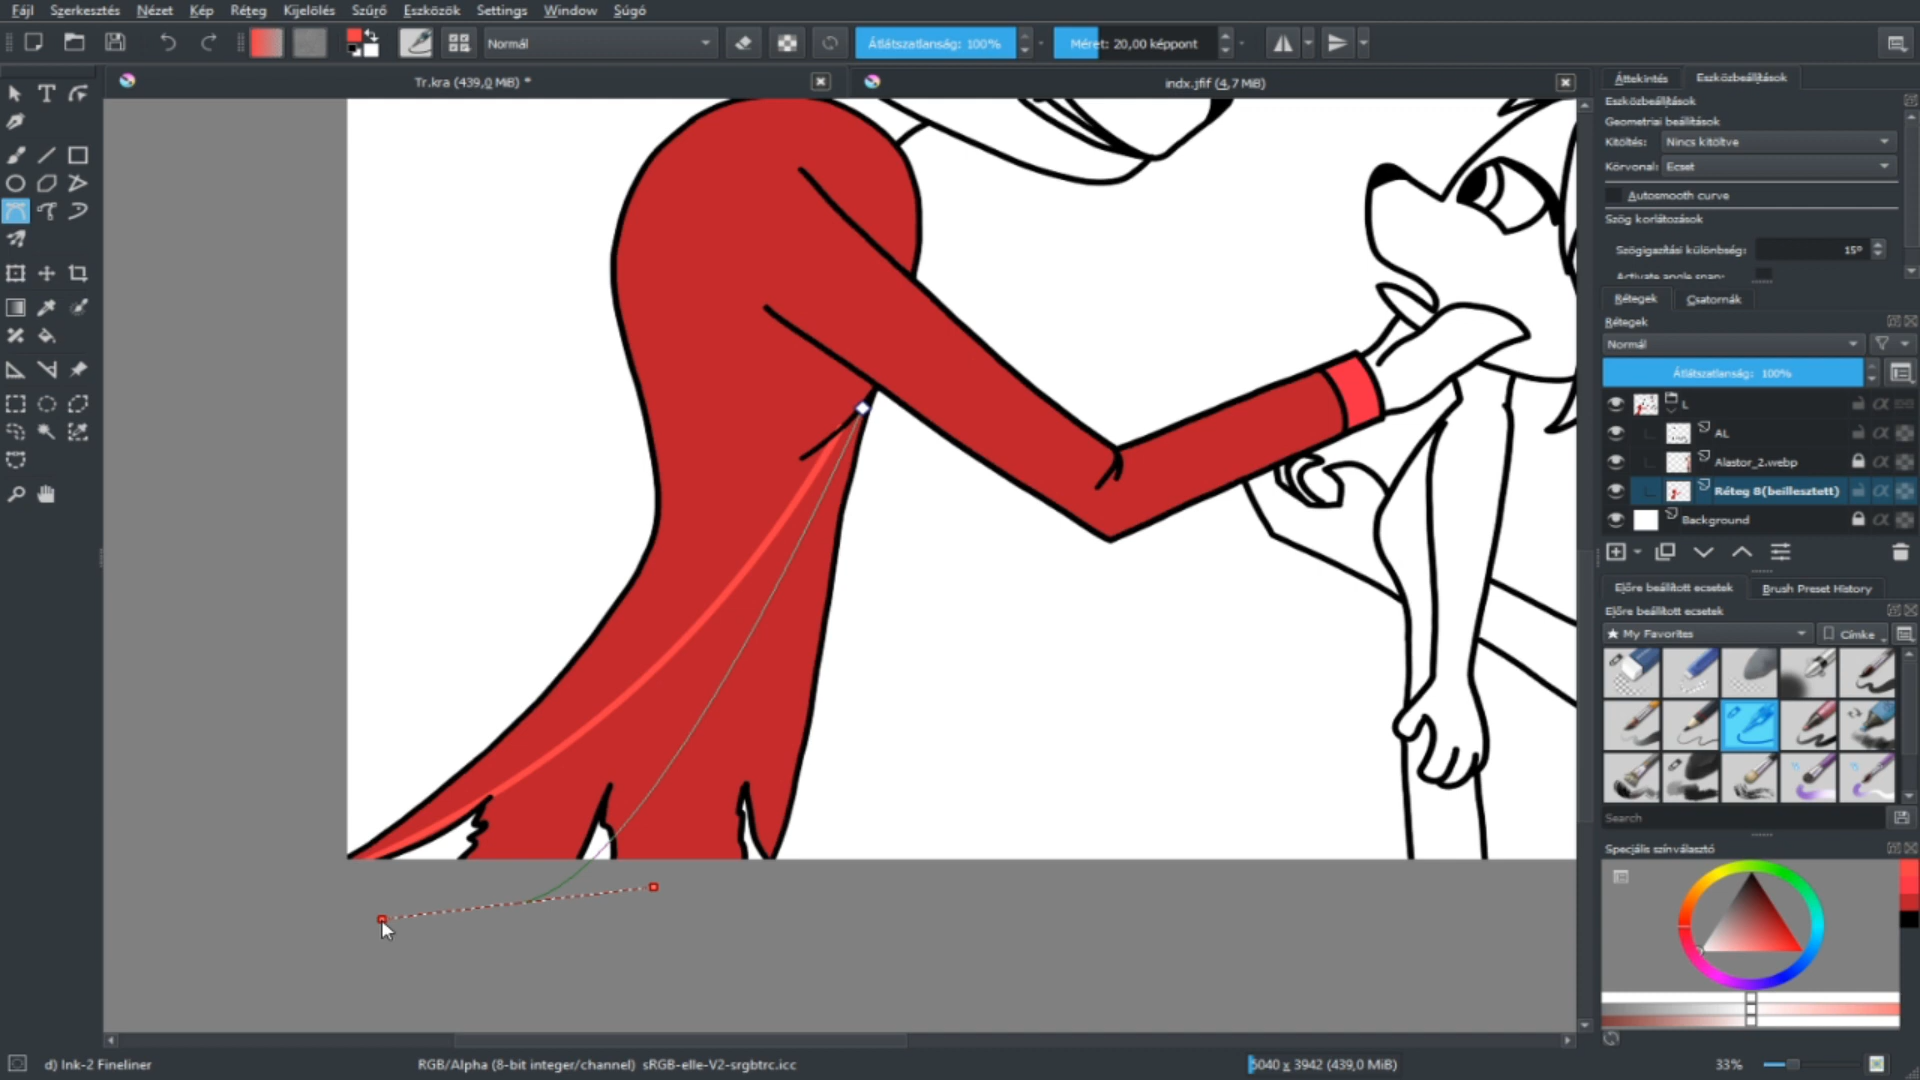 Fájl Szerkesztés Nézet Kép Réteg Kijelölés Szűrő Eszközök Settings Window Súgó
Normál Átlátszatlanság: 100% Méret: 20,00 képpont
Tr.kra (439,0 MiB) * indx.jfif (4,7 MiB)
Áttekintés Eszközbeállítások
Eszközbeállítások
Geometriai beállítások
Kitöltés: Nincs kitöltve
Körvonal: Ecset
Autosmooth curve
Szög korlátozások
Szögigazítási különbség: 15°
Activate angle snap:
Rétegek Csatornák
Rétegek
Normál
Átlátszatlanság: 100%
L
AL
Alastor_2.webp
Réteg 8(beillesztett)
Background
Előre beállított ecsetek Brush Preset History
Előre beállított ecsetek
★ My Favorites Címke
Search
Speciális színválasztó
d) Ink-2 Fineliner RGB/Alpha (8-bit integer/channel) sRGB-elle-V2-srgbtrc.icc 5040 x 3942 (439,0 MiB) 33%